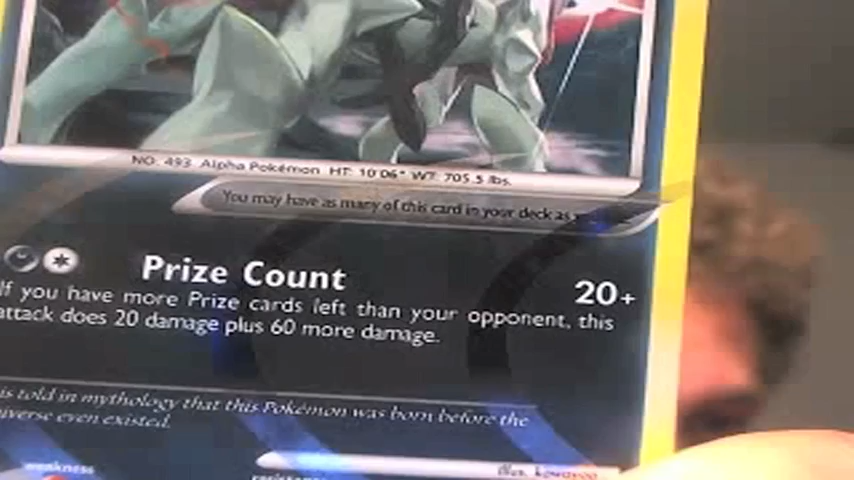 NO. 493 Alpha Pokémon HT: 10'06" WT: 705.5 lbs.
You may have as many of this card in your deck as
Prize Count 20+
If you have more Prize cards left than your opponent, this
attack does 20 damage plus 60 more damage.
is told in mythology that this Pokémon was born before the
iverse even existed.
weakness
illus. kawayoo